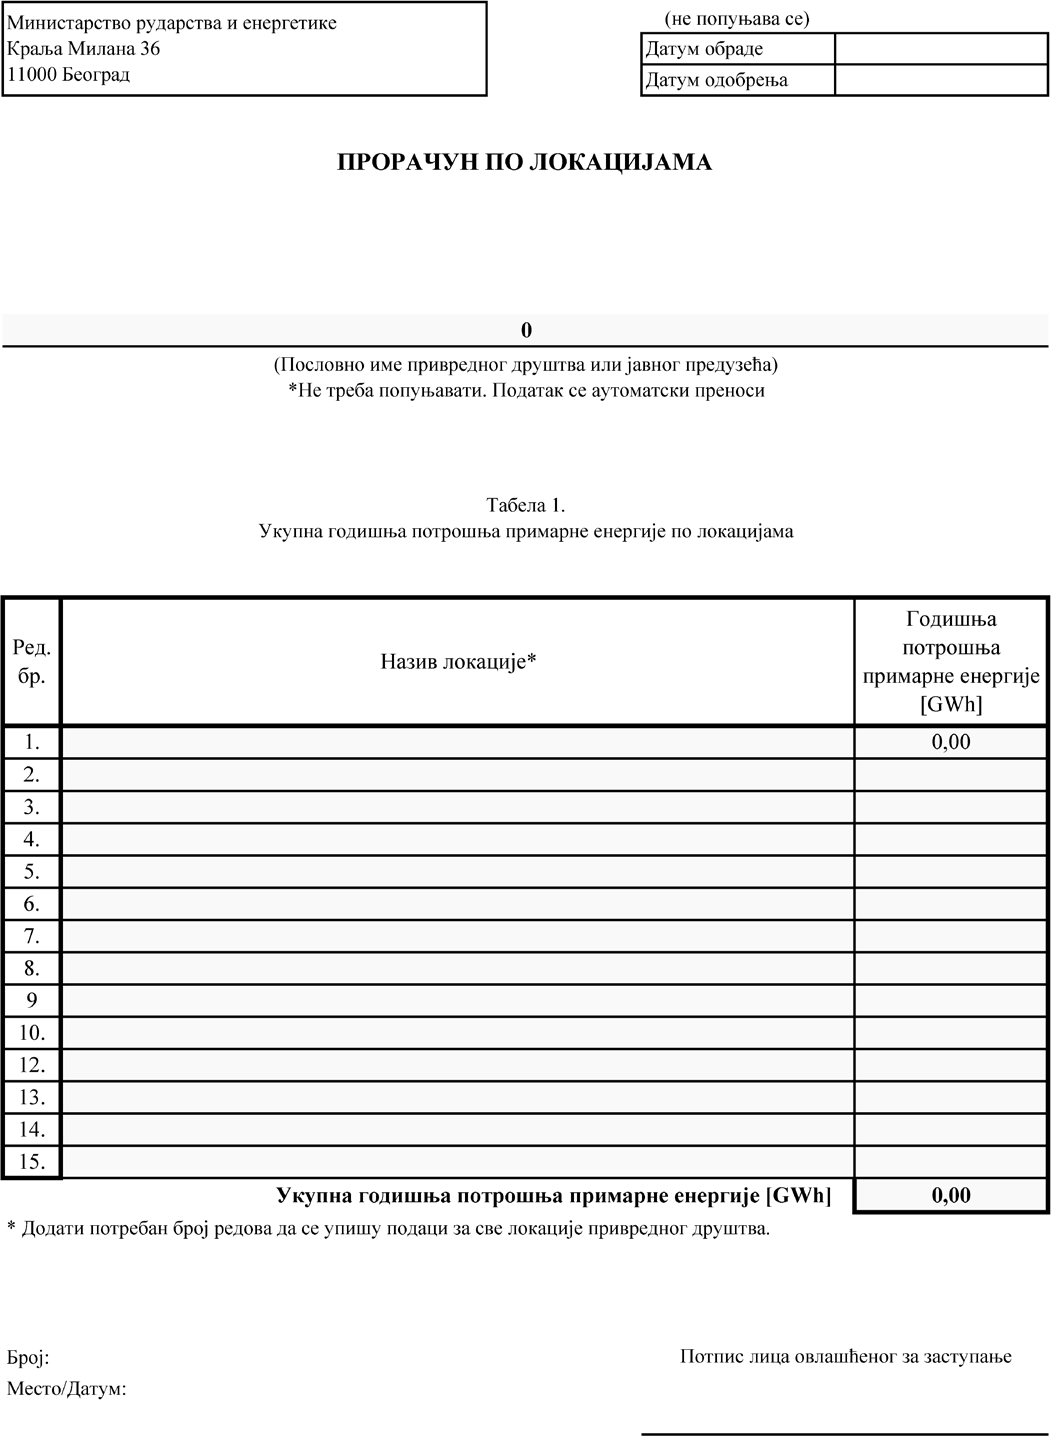 Министарство рударства и енергетике
Краља Милана 36
11000 Београд
(не попуњава се)
Датум обраде
Датум одобрења
ПРОРАЧУН ПО ЛОКАЦИЈАМА
0
(Пословно име привредног друштва или јавног предузећа)
*Не треба попуњавати. Податак се аутоматски преноси
Табела 1.
Укупна годишња потрошња примарне енергије по локацијама
Ред.
бр.
Назив локације*
Годишња
потрошња
примарне енергије
[GWh]
1. 0,00
2.
3.
4.
5.
6.
7.
8.
9
10.
12.
13.
14.
15.
Укупна годишња потрошња примарне енергије [GWh] 0,00
* Додати потребан број редова да се упишу подаци за све локације привредног друштва.
Број:
Место/Датум:
Потпис лица овлашћеног за заступање